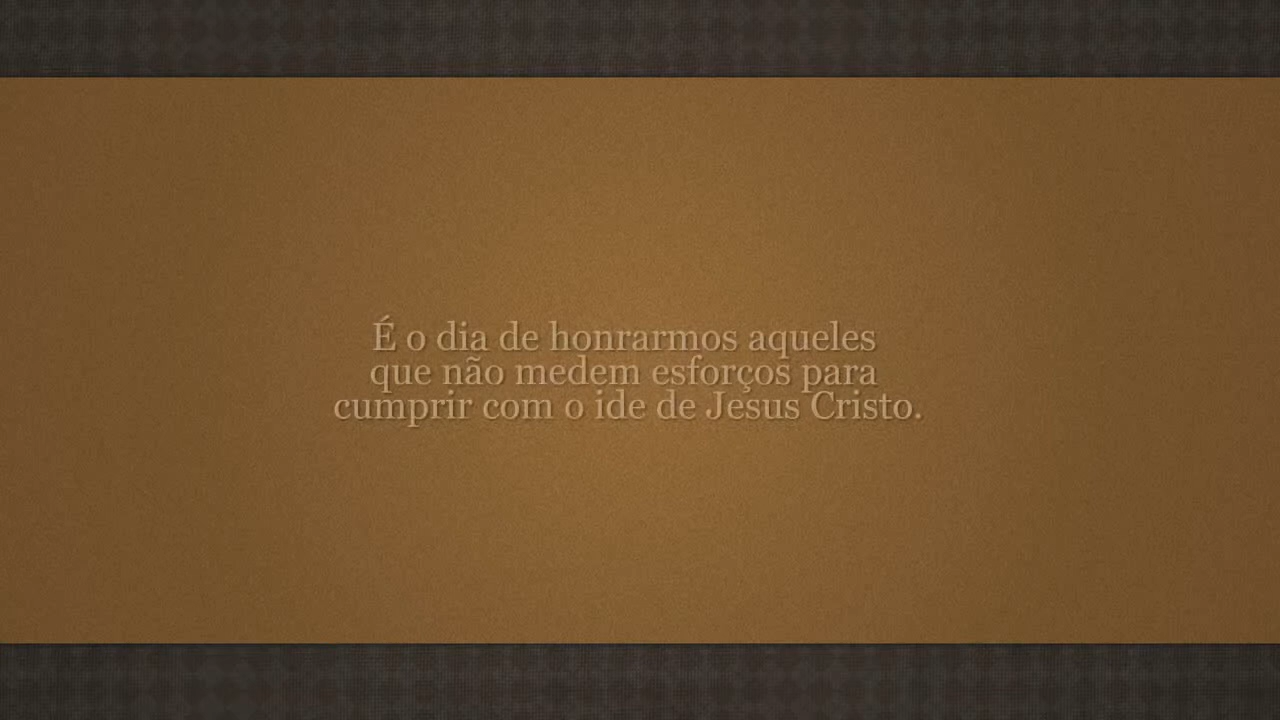 É o dia de honrarmos aqueles
que não medem esforços para
cumprir com o ide de Jesus Cristo.